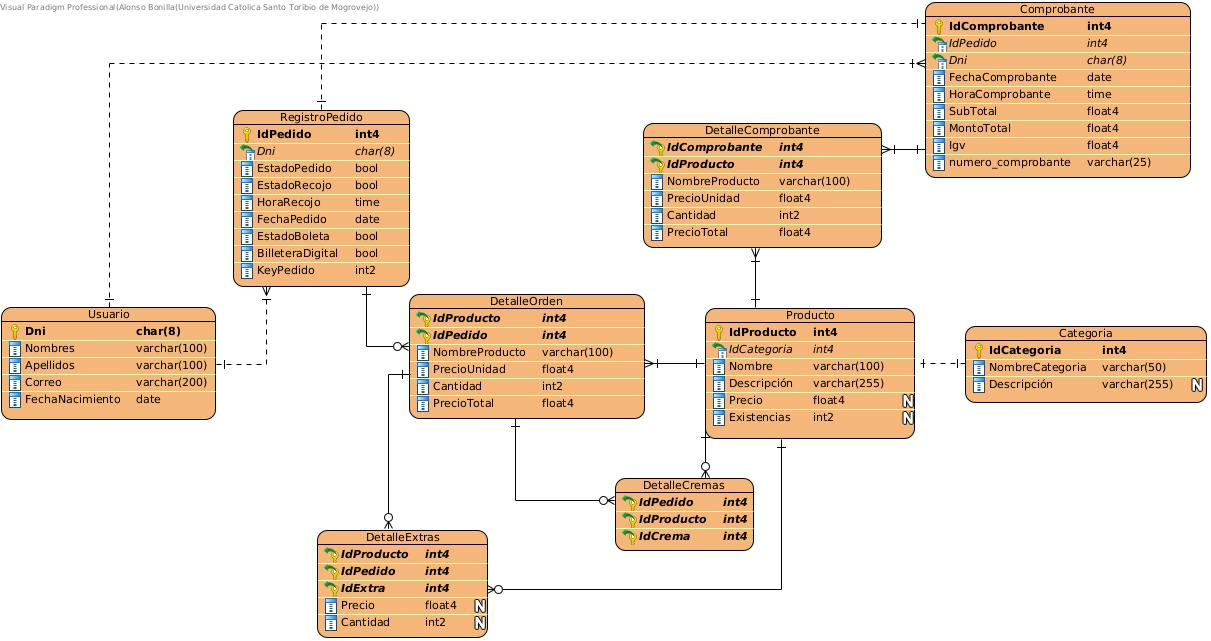 Visual Paradigm Professional(Alonso Bonilla(Universidad Catolica Santo Toribio de Mogrovejo))
Comprobante
IdComprobante int4
IdPedido int4
Dni char(8)
FechaComprobante date
HoraComprobante time
SubTotal float4
MontoTotal float4
Igv float4
numero_comprobante varchar(25)
RegistroPedido
IdPedido int4
Dni char(8)
EstadoPedido bool
EstadoRecojo bool
HoraRecojo time
FechaPedido date
EstadoBoleta bool
BilleteraDigital bool
KeyPedido int2
DetalleComprobante
IdComprobante int4
IdProducto int4
NombreProducto varchar(100)
PrecioUnidad float4
Cantidad int2
PrecioTotal float4
Usuario
Dni char(8)
Nombres varchar(100)
Apellidos varchar(100)
Correo varchar(200)
FechaNacimiento date
DetalleOrden
IdProducto int4
IdPedido int4
NombreProducto varchar(100)
PrecioUnidad float4
Cantidad int2
PrecioTotal float4
Producto
IdProducto int4
IdCategoria int4
Nombre varchar(100)
Descripción varchar(255)
Precio float4 N
Existencias int2 N
Categoria
IdCategoria int4
NombreCategoria varchar(50)
Descripción varchar(255) N
DetalleCremas
IdPedido int4
IdProducto int4
IdCrema int4
DetalleExtras
IdProducto int4
IdPedido int4
IdExtra int4
Precio float4 N
Cantidad int2 N